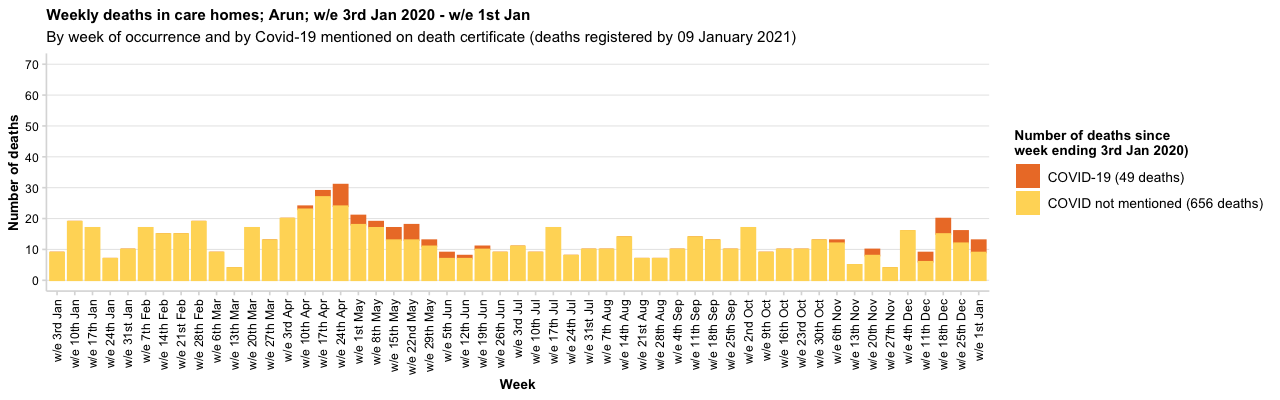 Weekly deaths in care homes; Arun; w/e 3rd Jan 2020 - w/e 1st Jan
By week of occurrence and by Covid-19 mentioned on death certificate (deaths registered by 09 January 2021)
Number of deaths
70
60
50
40
30
20
10
0
w/e 3rd Jan
w/e 10th Jan
w/e 17th Jan
w/e 24th Jan
w/e 31st Jan
w/e 7th Feb
w/e 14th Feb
w/e 21st Feb
w/e 28th Feb
w/e 6th Mar
w/e 13th Mar
w/e 20th Mar
w/e 27th Mar
w/e 3rd Apr
w/e 10th Apr
w/e 17th Apr
w/e 24th Apr
w/e 1st May
w/e 8th May
w/e 15th May
w/e 22nd May
w/e 29th May
w/e 5th Jun
w/e 12th Jun
w/e 19th Jun
w/e 26th Jun
w/e 3rd Jul
w/e 10th Jul
w/e 17th Jul
w/e 24th Jul
w/e 31st Jul
w/e 7th Aug
w/e 14th Aug
w/e 21st Aug
w/e 28th Aug
w/e 4th Sep
w/e 11th Sep
w/e 18th Sep
w/e 25th Sep
w/e 2nd Oct
w/e 9th Oct
w/e 16th Oct
w/e 23rd Oct
w/e 30th Oct
w/e 6th Nov
w/e 13th Nov
w/e 20th Nov
w/e 27th Nov
w/e 4th Dec
w/e 11th Dec
w/e 18th Dec
w/e 25th Dec
w/e 1st Jan
Week
Number of deaths since
week ending 3rd Jan 2020)
COVID-19 (49 deaths)
COVID not mentioned (656 deaths)